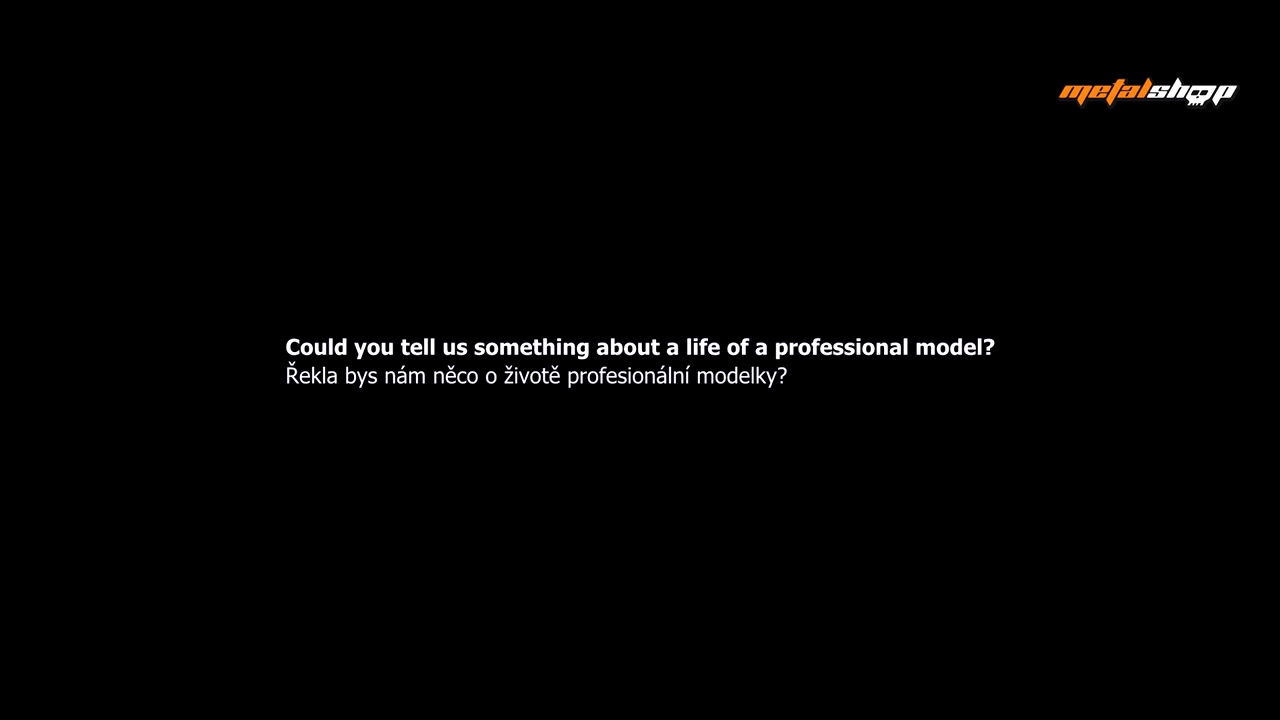 metalshop
Could you tell us something about a life of a professional model?
Řekla bys nám něco o životě profesionální modelky?